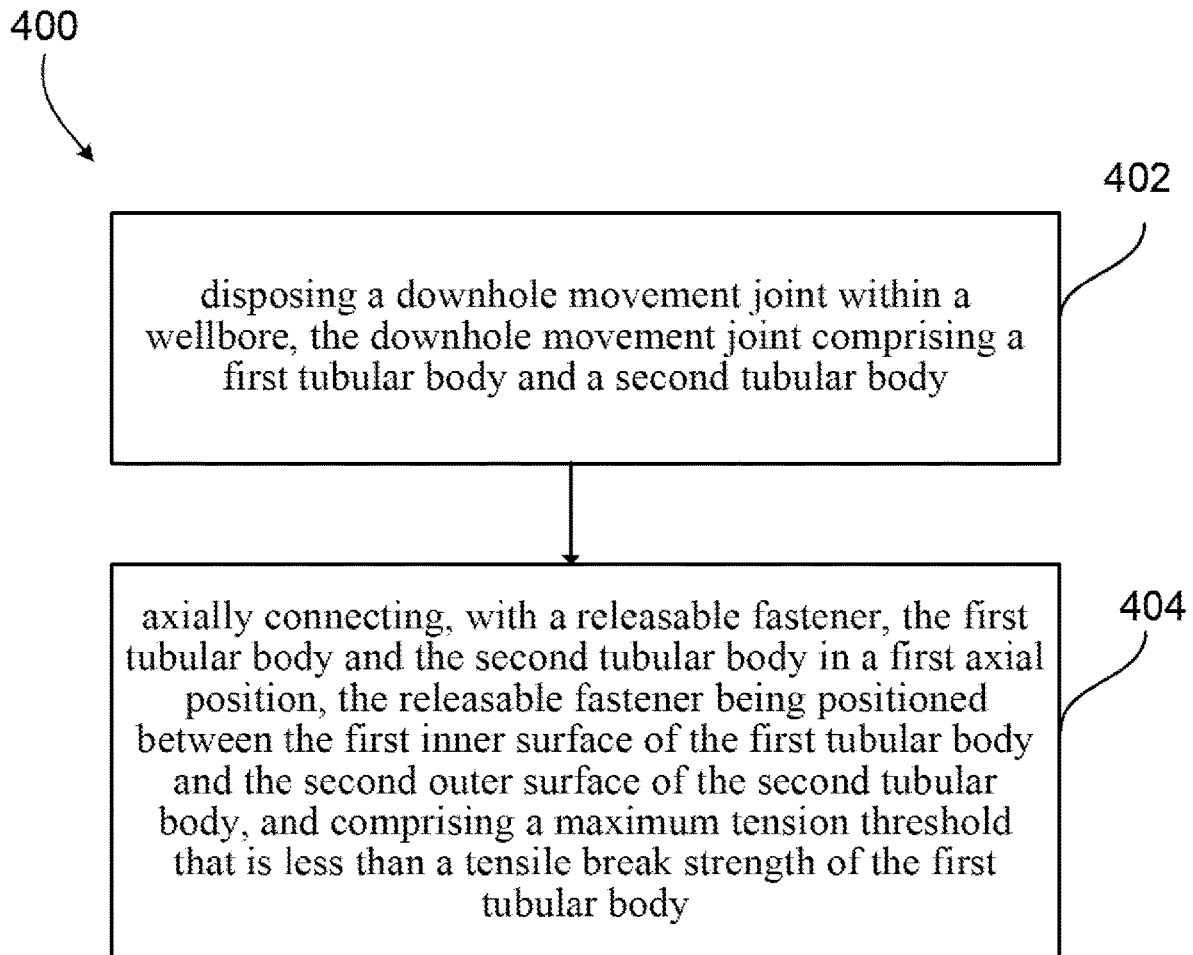 400
402
disposing a downhole movement joint within a
wellbore, the downhole movement joint comprising a
first tubular body and a second tubular body
404
axially connecting, with a releasable fastener, the first
tubular body and the second tubular body in a first axial
position, the releasable fastener being positioned
between the first inner surface of the first tubular body
and the second outer surface of the second tubular
body, and comprising a maximum tension threshold
that is less than a tensile break strength of the first
tubular body